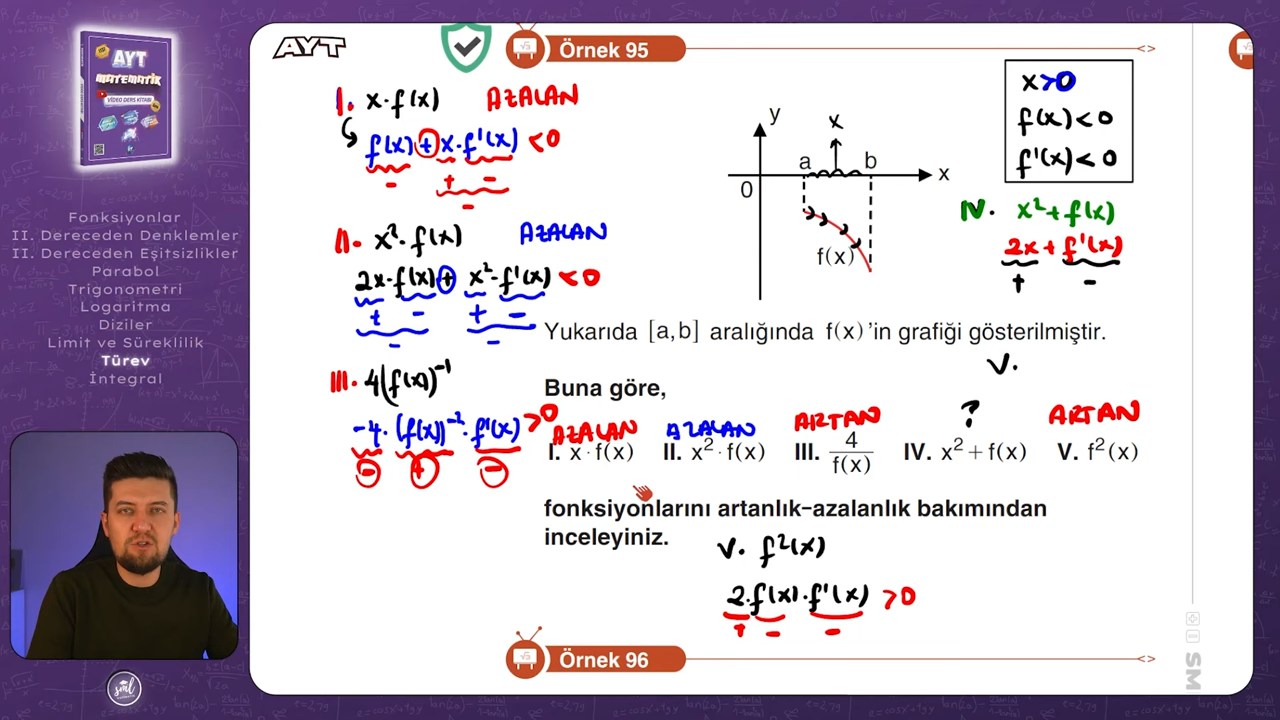 AYT
MATEMATİK
VİDEO DERS KİTABI
Fonksiyonlar
II. Dereceden Denklemler
II. Dereceden Eşitsizlikler
Parabol
Trigonometri
Logaritma
Diziler
Limit ve Süreklilik
Türev
İntegral
sml
AYT
√3 Örnek 95
I. x·f(x) AZALAN
f(x) + x·f'(x) < 0
- + -
-
II. x²·f(x) AZALAN
2x·f(x) + x²·f'(x) < 0
+ - + -
- -
III. 4(f(x))⁻¹
-4·(f(x))⁻²·f'(x) > 0
- + -
y
x
a b
0 x
f(x)
x>0
f(x)<0
f'(x)<0
IV. x²+f(x)
2x+f'(x)
+ -
Yukarıda [a,b] aralığında f(x)'in grafiği gösterilmiştir.
V.
Buna göre,
AZALAN AZALAN ARTAN ? ARTAN
I. x·f(x) II. x²·f(x) III. 4/f(x) IV. x²+f(x) V. f²(x)
fonksiyonlarını artanlık-azalanlık bakımından
inceleyiniz.
V. f²(x)
2·f(x)·f'(x) > 0
+ - -
√3 Örnek 96
SM